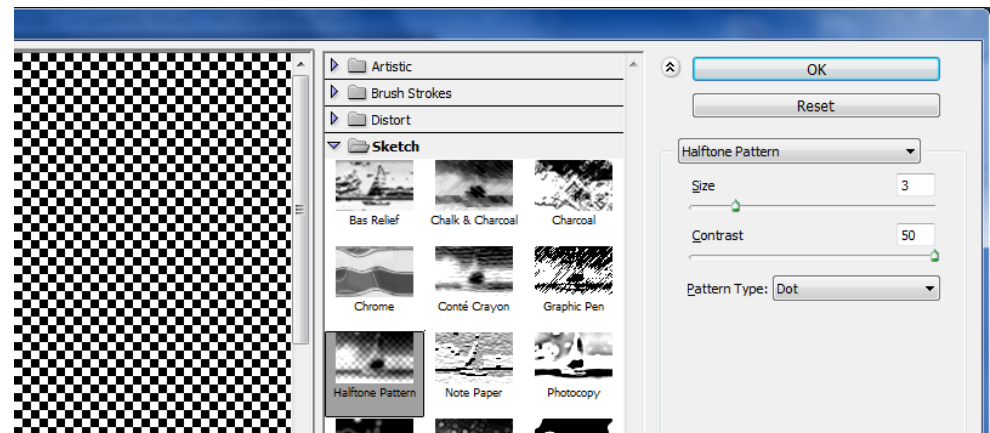 Artistic
Brush Strokes
Distort
Sketch
Bas Relief
Chalk & Charcoal
Charcoal
Chrome
Conté Crayon
Graphic Pen
Halftone Pattern
Note Paper
Photocopy
OK
Reset
Halftone Pattern
Size 3
Contrast 50
Pattern Type: Dot